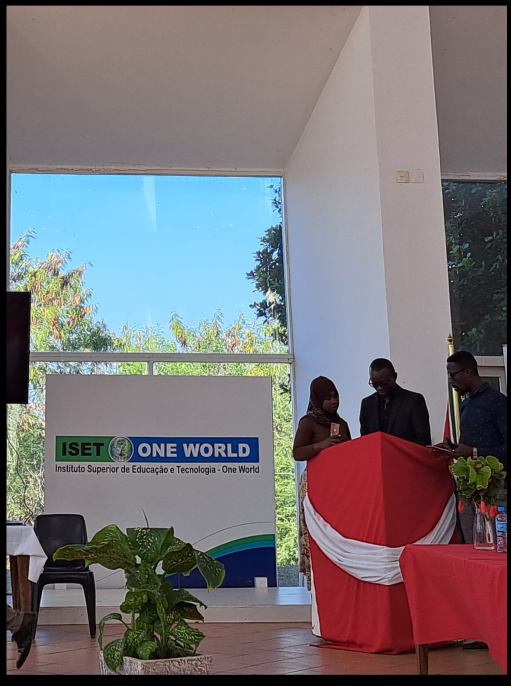 ISET ONE WORLD
Instituto Superior de Educação e Tecnologia - One World